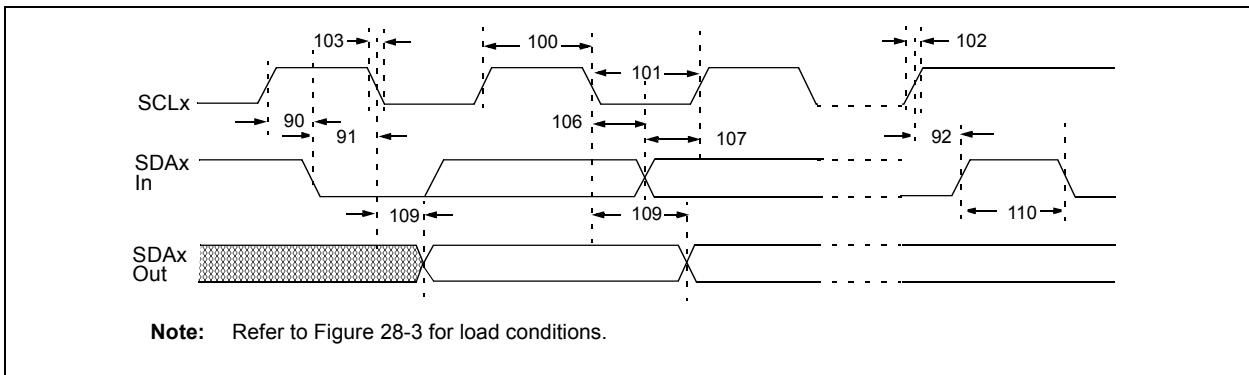 103
100
102
101
SCLx
90
91
106
107
92
SDAx
In
109
109
110
SDAx
Out
Note: Refer to Figure 28-3 for load conditions.